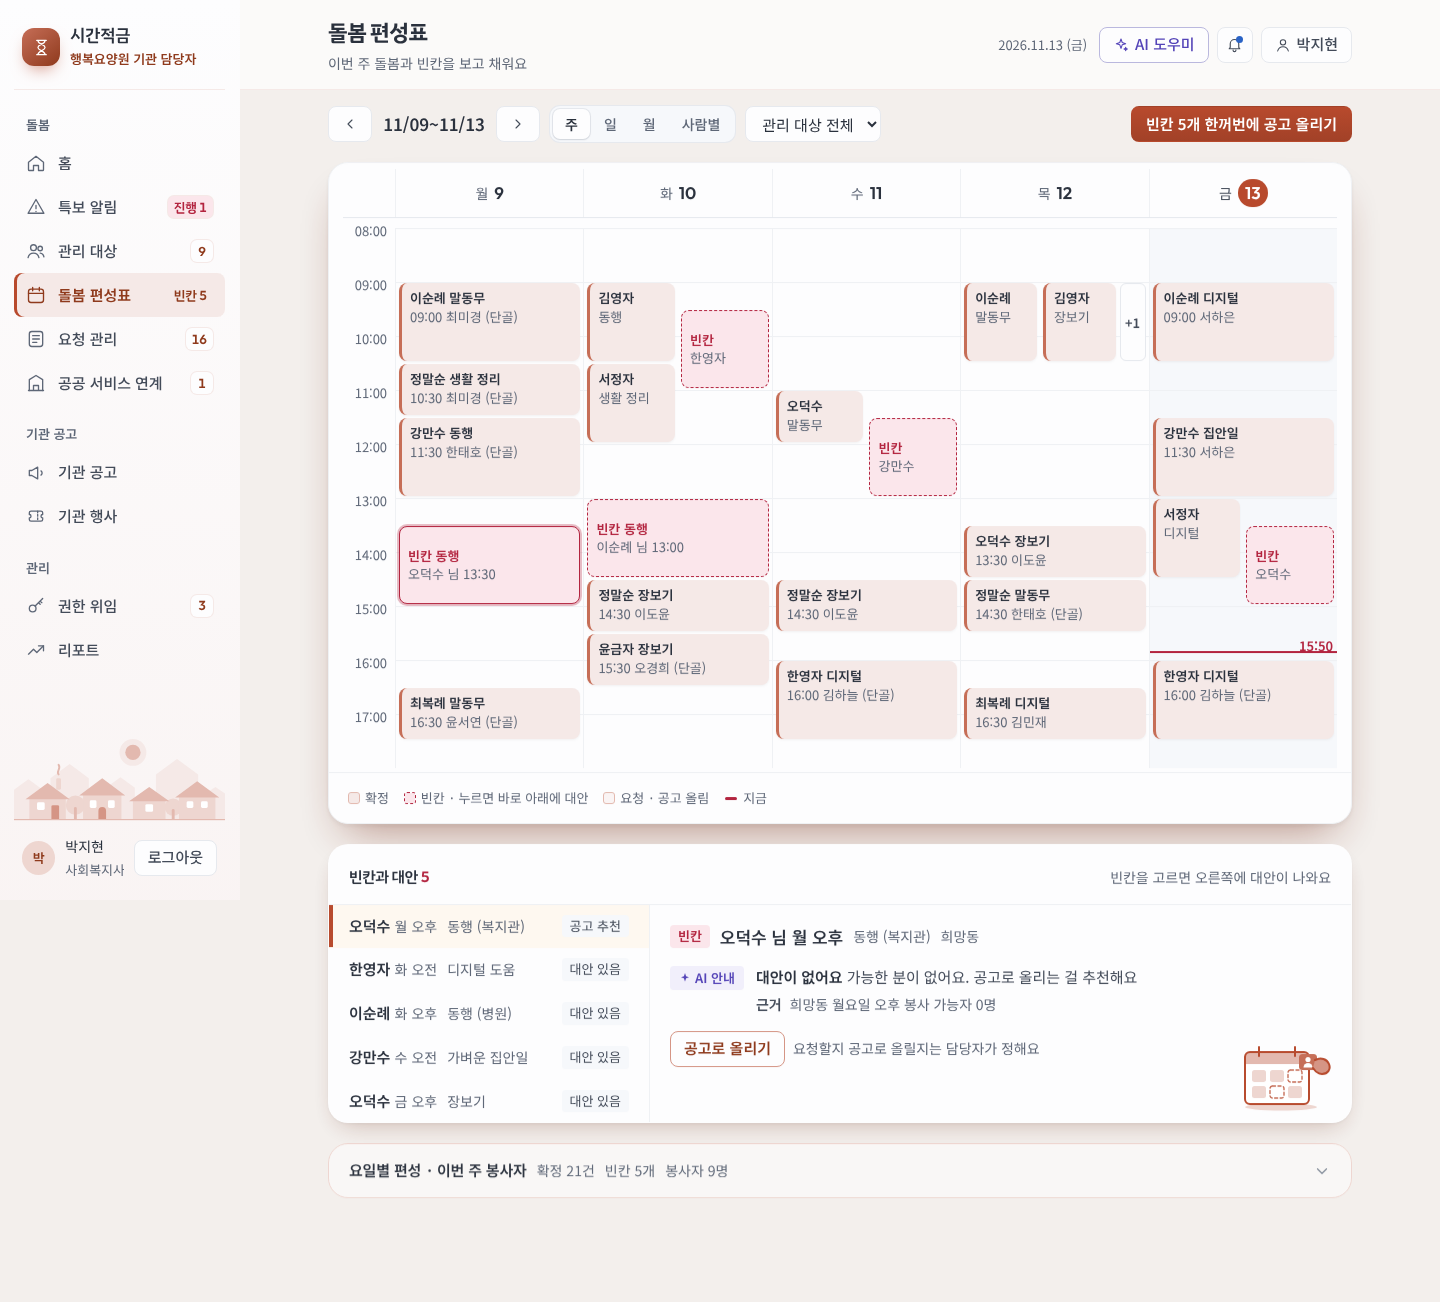 시간적금
행복요양원 기관 담당자
돌봄
홈
특보 알림 진행 1
관리 대상 9
돌봄 편성표 빈칸 5
요청 관리 16
공공 서비스 연계 1
기관 공고
기관 공고
기관 행사
관리
권한 위임 3
리포트
박 박지현
사회복지사
로그아웃
돌봄 편성표
이번 주 돌봄과 빈칸을 보고 채워요
2026.11.13 (금) AI 도우미 박지현
11/09~11/13 주 일 월 사람별 관리 대상 전체 빈칸 5개 한꺼번에 공고 올리기
월 9 화 10 수 11 목 12 금 13
08:00
09:00
10:00
11:00
12:00
13:00
14:00
15:00
16:00
17:00
이순례 말동무
09:00 최미경 (단골)
정말순 생활 정리
10:30 최미경 (단골)
강만수 동행
11:30 한태호 (단골)
빈칸 동행
오덕수 님 13:30
최복례 말동무
16:30 윤서연 (단골)
김영자
동행
빈칸
한영자
서정자
생활 정리
빈칸 동행
이순례 님 13:00
정말순 장보기
14:30 이도윤
윤금자 장보기
15:30 오경희 (단골)
오덕수
말동무
빈칸
강만수
정말순 장보기
14:30 이도윤
한영자 디지털
16:00 김하늘 (단골)
이순례
말동무
김영자
장보기
+1
오덕수 장보기
13:30 이도윤
정말순 말동무
14:30 한태호 (단골)
최복례 디지털
16:30 김민재
이순례 디지털
09:00 서하은
강만수 집안일
11:30 서하은
서정자
디지털
빈칸
오덕수
15:50
한영자 디지털
16:00 김하늘 (단골)
확정 빈칸 · 누르면 바로 아래에 대안 요청 · 공고 올림 지금
빈칸과 대안 5
빈칸을 고르면 오른쪽에 대안이 나와요
오덕수 월 오후 동행 (복지관) 공고 추천
한영자 화 오전 디지털 도움 대안 있음
이순례 화 오후 동행 (병원) 대안 있음
강만수 수 오전 가벼운 집안일 대안 있음
오덕수 금 오후 장보기 대안 있음
빈칸 오덕수 님 월 오후 동행 (복지관) 희망동
AI 안내 대안이 없어요 가능한 분이 없어요. 공고로 올리는 걸 추천해요
근거 희망동 월요일 오후 봉사 가능자 0명
공고로 올리기 요청할지 공고로 올릴지는 담당자가 정해요
요일별 편성 · 이번 주 봉사자 확정 21건 빈칸 5개 봉사자 9명